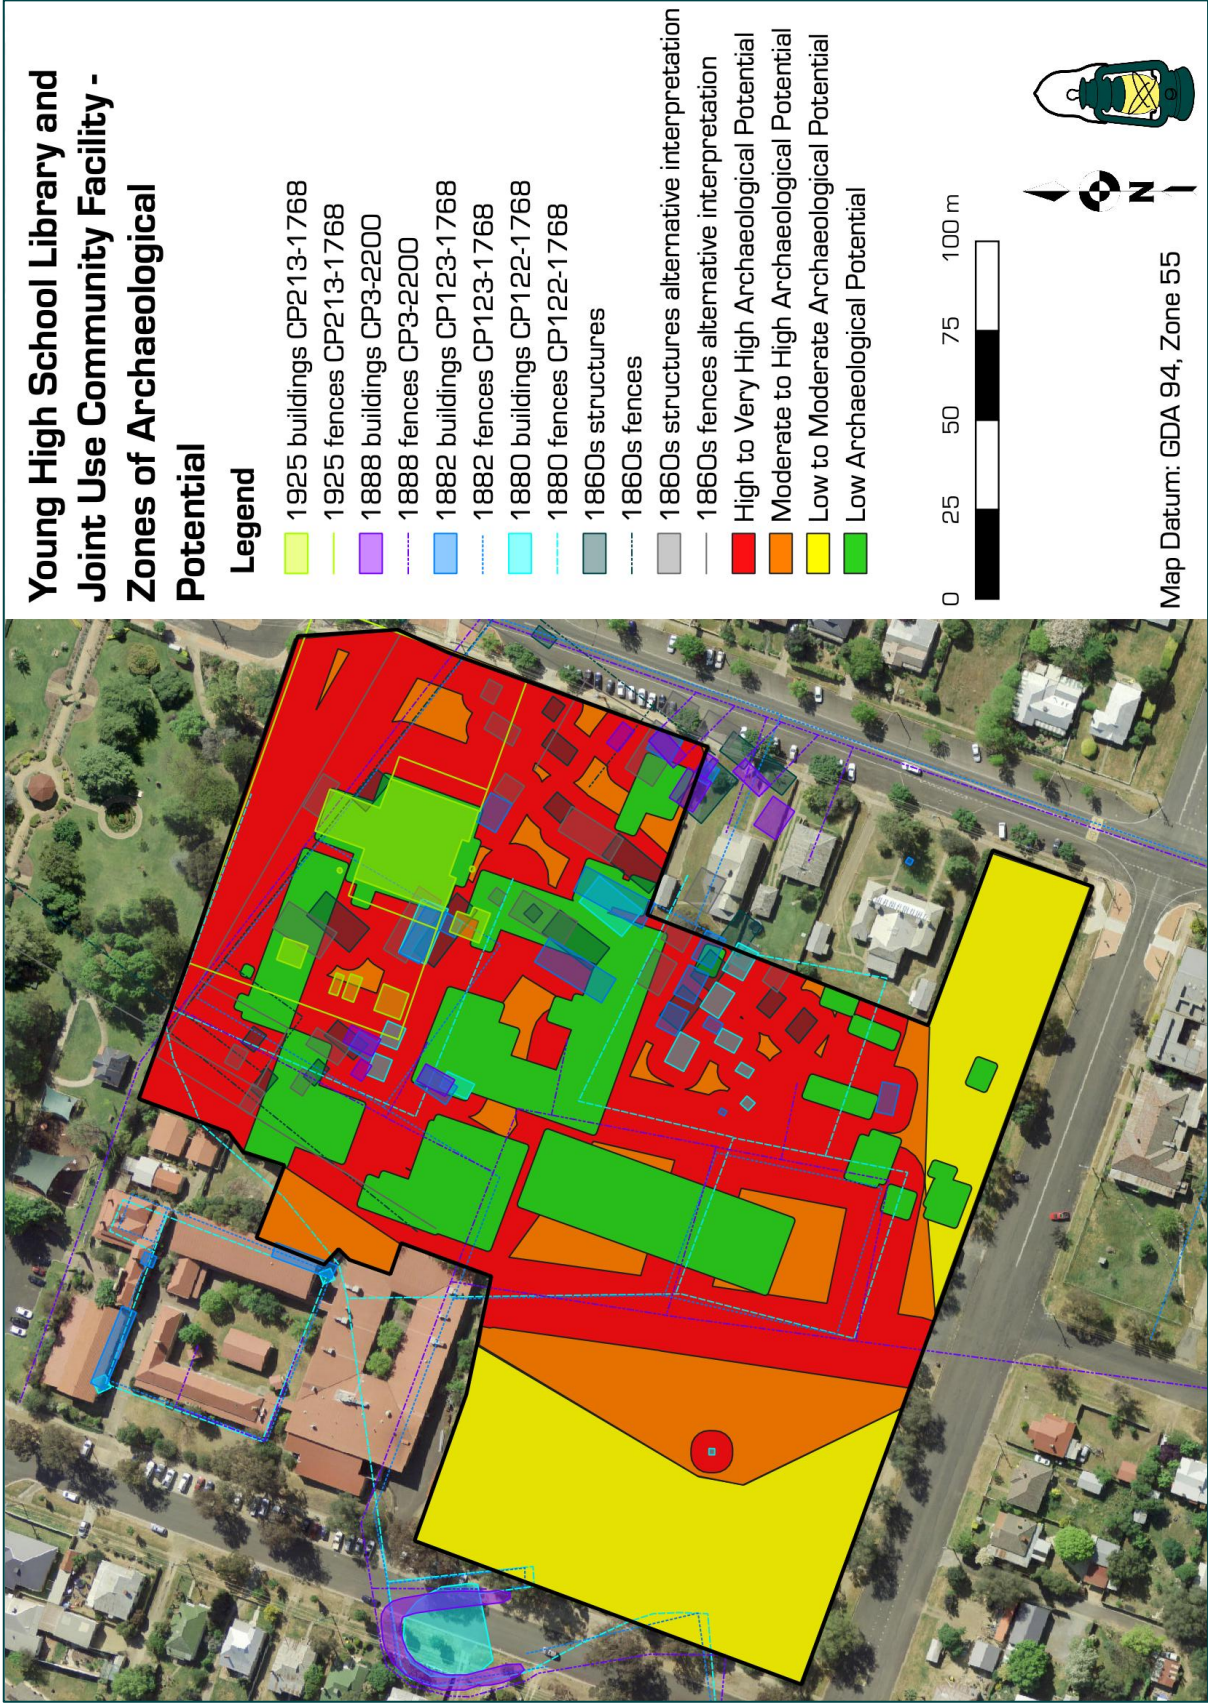 Young High School Library and
Joint Use Community Facility -
Zones of Archaeological
Potential
Legend
1925 buildings CP213-1768
1925 fences CP213-1768
1888 buildings CP3-2200
1888 fences CP3-2200
1882 buildings CP123-1768
1882 fences CP123-1768
1880 buildings CP122-1768
1880 fences CP122-1768
1860s structures
1860s fences
1860s structures alternative interpretation
1860s fences alternative interpretation
High to Very High Archaeological Potential
Moderate to High Archaeological Potential
Low to Moderate Archaeological Potential
Low Archaeological Potential
0 25 50 75 100 m
N
Map Datum: GDA 94, Zone 55